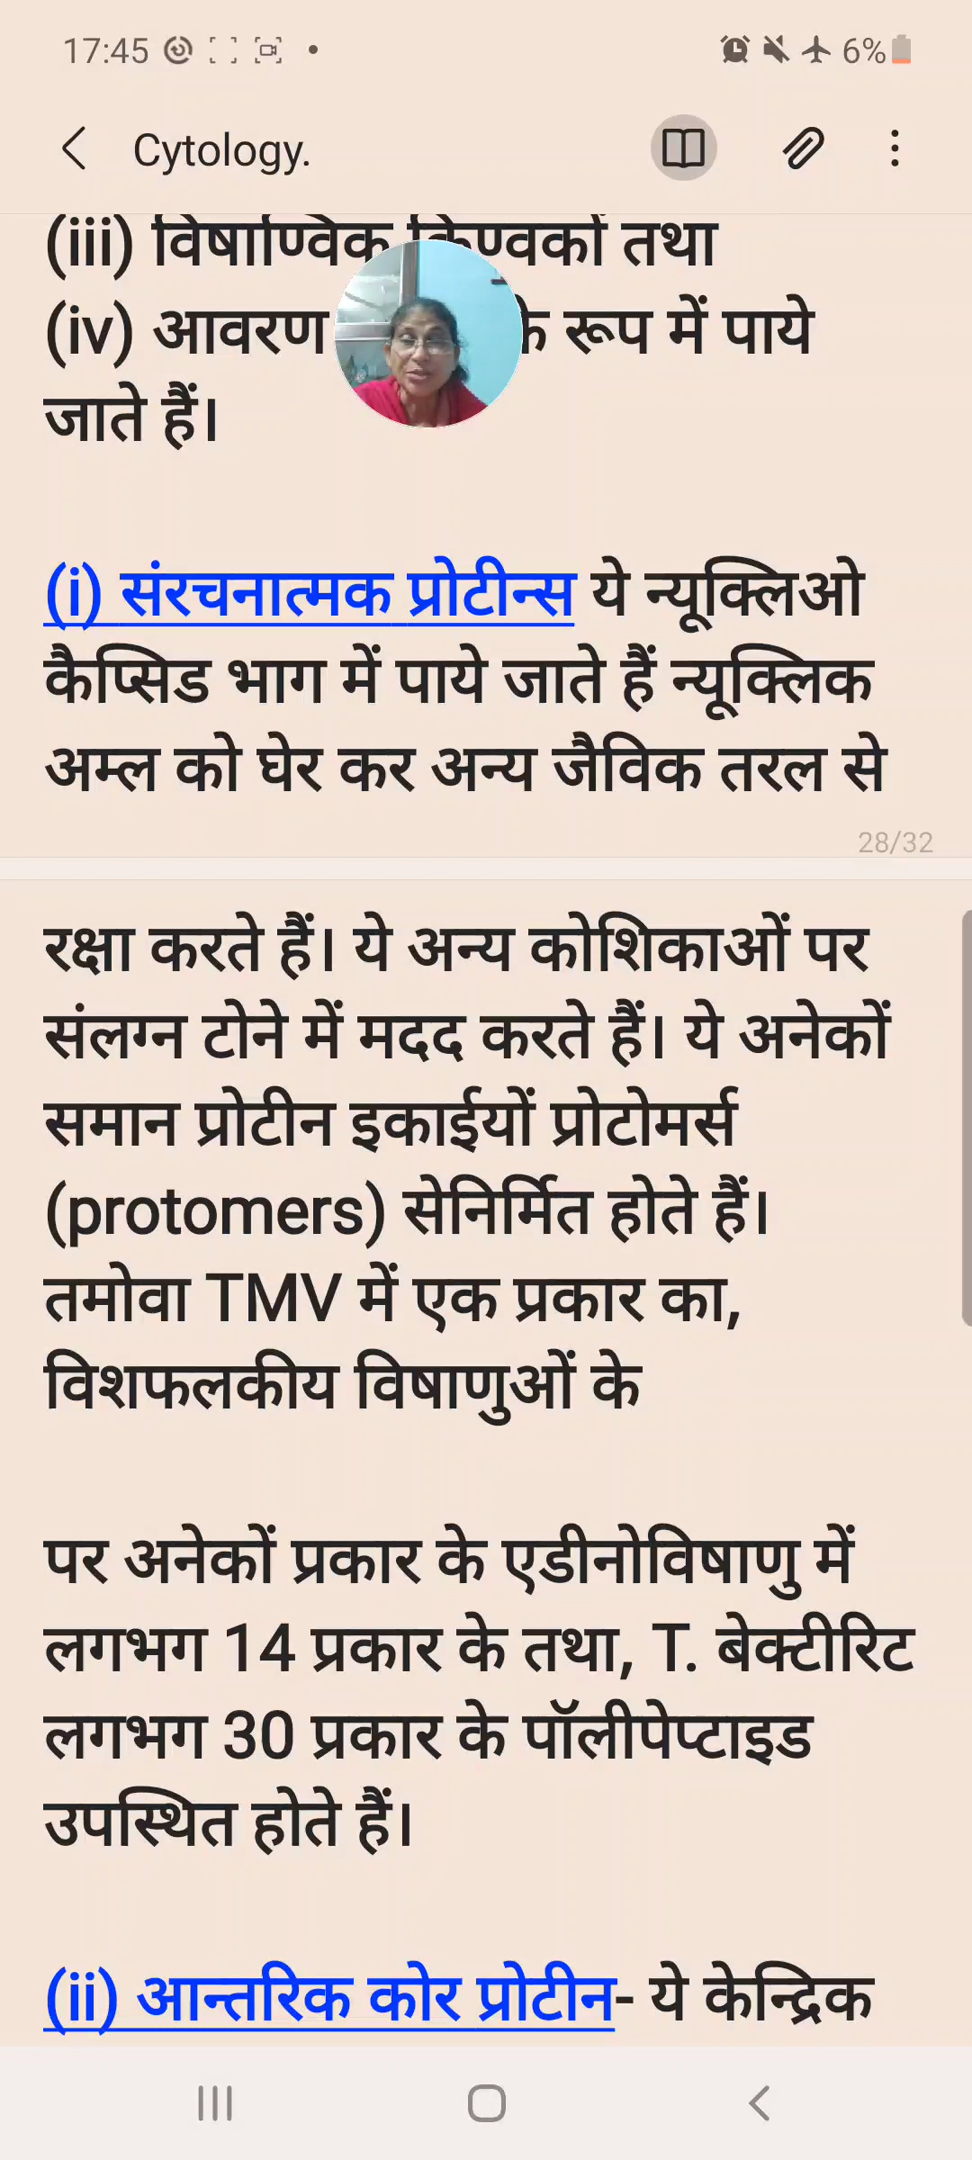 17:45
6%
Cytology.
(iii) विषाण्विक किण्वकों तथा
(iv) आवरण के रूप में पाये
जाते हैं।
(i) संरचनात्मक प्रोटीन्स ये न्यूक्लिओ
कैप्सिड भाग में पाये जाते हैं न्यूक्लिक
अम्ल को घेर कर अन्य जैविक तरल से
28/32
रक्षा करते हैं। ये अन्य कोशिकाओं पर
संलग्न टोने में मदद करते हैं। ये अनेकों
समान प्रोटीन इकाईयों प्रोटोमर्स
(protomers) सेनिर्मित होते हैं।
तमोवा TMV में एक प्रकार का,
विशफलकीय विषाणुओं के
पर अनेकों प्रकार के एडीनोविषाणु में
लगभग 14 प्रकार के तथा, T. बेक्टीरिट
लगभग 30 प्रकार के पॉलीपेप्टाइड
उपस्थित होते हैं।
(ii) आन्तरिक कोर प्रोटीन- ये केन्द्रिक